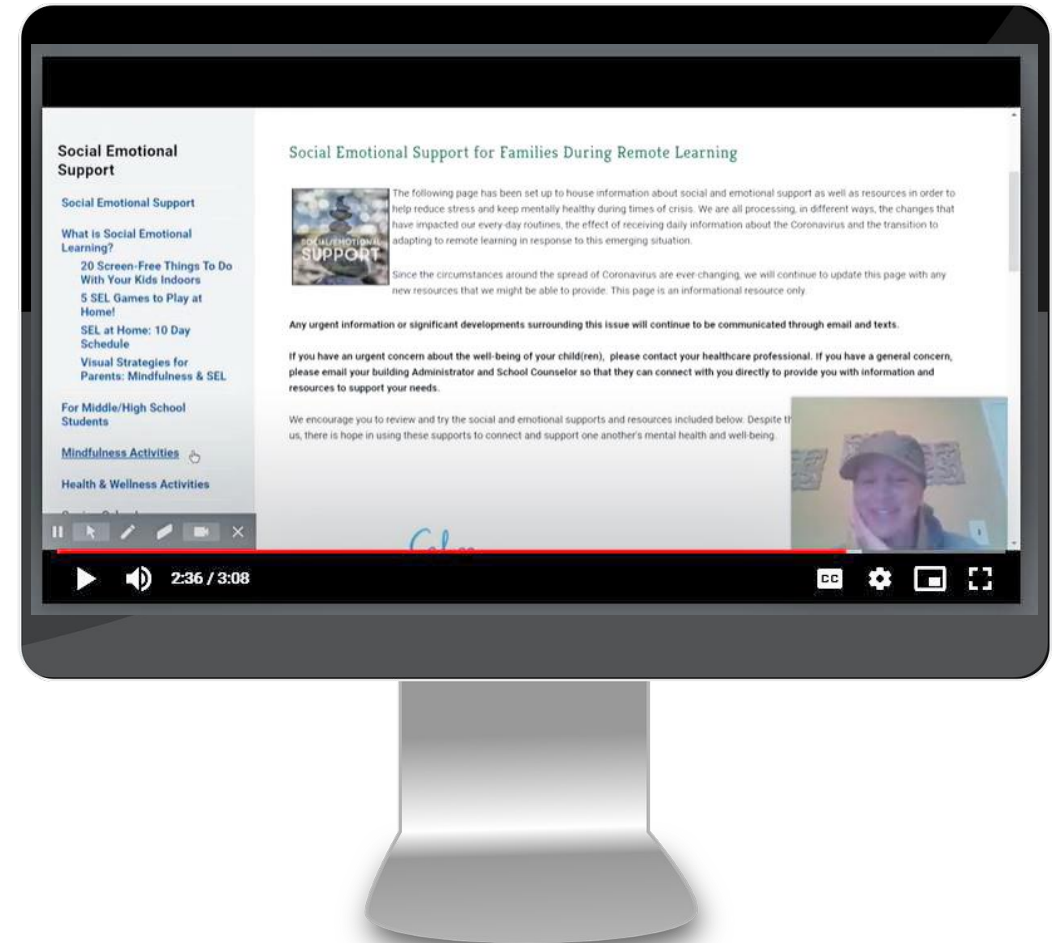 Social Emotional
Support
Social Emotional Support
What is Social Emotional
Learning?
20 Screen-Free Things To Do
With Your Kids Indoors
5 SEL Games to Play at
Home!
SEL at Home: 10 Day
Schedule
Visual Strategies for
Parents: Mindfulness & SEL
For Middle/High School
Students
Mindfulness Activities
Health & Wellness Activities
Social Emotional Support for Families During Remote Learning
SOCIAL/EMOTIONAL
SUPPORT
The following page has been set up to house information about social and emotional support as well as resources in order to
help reduce stress and keep mentally healthy during times of crisis. We are all processing, in different ways, the changes that
have impacted our every-day routines, the effect of receiving daily information about the Coronavirus and the transition to
adapting to remote learning in response to this emerging situation.
Since the circumstances around the spread of Coronavirus are ever-changing, we will continue to update this page with any
new resources that we might be able to provide. This page is an informational resource only.
Any urgent information or significant developments surrounding this issue will continue to be communicated through email and texts.
If you have an urgent concern about the well-being of your child(ren), please contact your healthcare professional. If you have a general concern,
please email your building Administrator and School Counselor so that they can connect with you directly to provide you with information and
resources to support your needs.
We encourage you to review and try the social and emotional supports and resources included below. Despite
us, there is hope in using these supports to connect and support one another's mental health and well-being.
2:36 / 3:08
CC